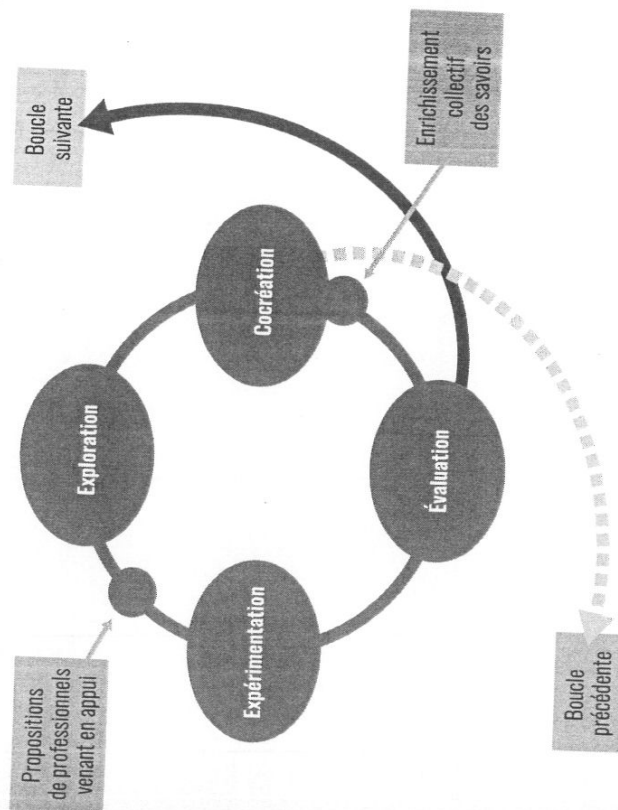 Propositions
de professionnels
venant en appui
Exploration
Boucle
suivante
Expérimentation
Cocréation
Évaluation
Enrichissement
collectif
des savoirs
Boucle
précédente